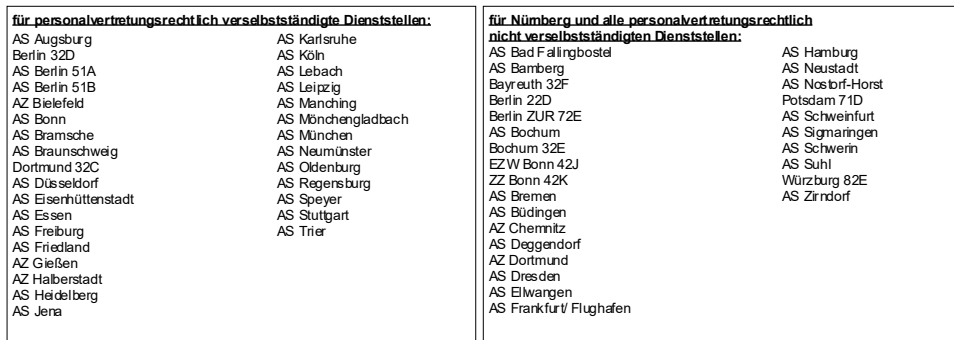 für personalvertretungsrechtlich verselbstständigte Dienststellen:
AS Augsburg
Berlin 32D
AS Berlin 51A
AS Berlin 51B
AZ Bielefeld
AS Bonn
AS Bramsche
AS Braunschweig
Dortmund 32C
AS Düsseldorf
AS Eisenhüttenstadt
AS Essen
AS Freiburg
AS Friedland
AZ Gießen
AZ Halberstadt
AS Heidelberg
AS Jena
AS Karlsruhe
AS Köln
AS Lebach
AS Leipzig
AS Manching
AS Mönchengladbach
AS München
AS Neumünster
AS Oldenburg
AS Regensburg
AS Speyer
AS Stuttgart
AS Trier
für Nürnberg und alle personalvertretungsrechtlich
nicht verselbstständigten Dienststellen:
AS Bad Fallingbostel
AS Bamberg
Bayreuth 32F
Berlin 22D
Berlin ZUR 72E
AS Bochum
Bochum 32E
EZW Bonn 42J
ZZ Bonn 42K
AS Bremen
AS Büdingen
AZ Chemnitz
AS Deggendorf
AZ Dortmund
AS Dresden
AS Ellwangen
AS Frankfurt/ Flughafen
AS Hamburg
AS Neustadt
AS Nostorf-Horst
Potsdam 71D
AS Schweinfurt
AS Sigmaringen
AS Schwerin
AS Suhl
Würzburg 82E
AS Zirndorf